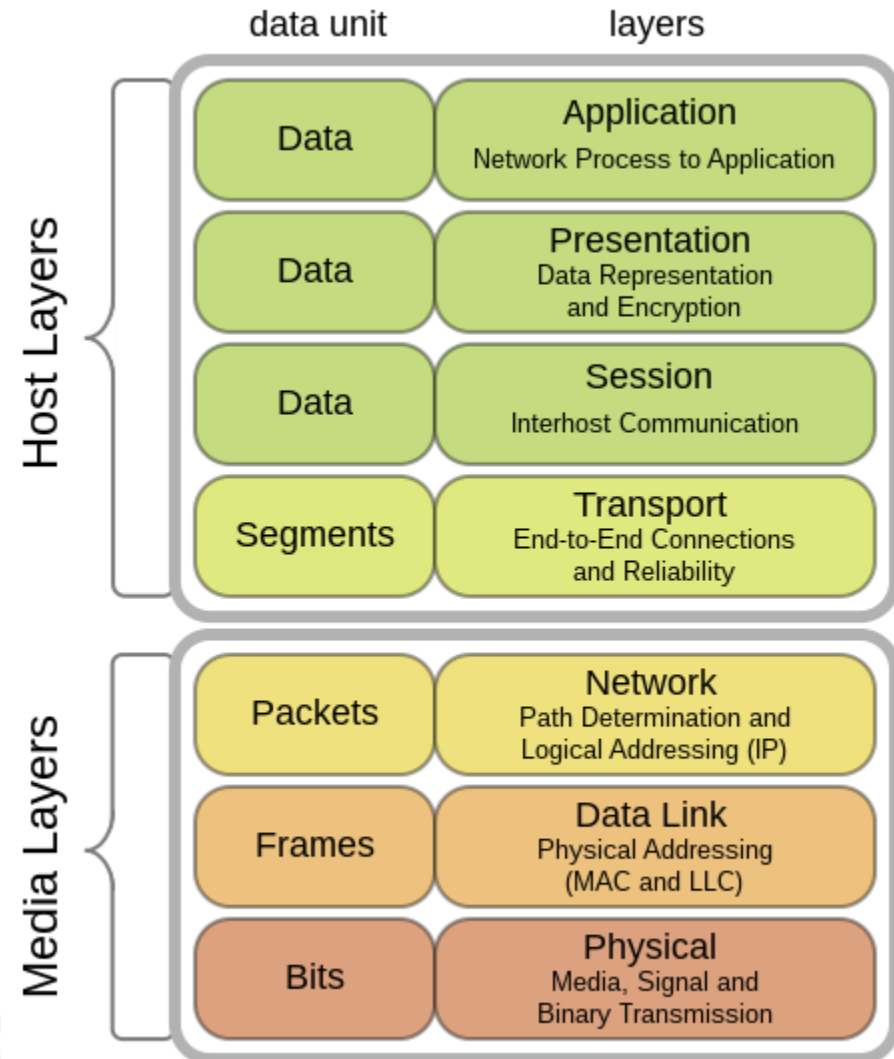 data unit
layers
Host Layers
Data
Application
Network Process to Application
Data
Presentation
Data Representation
and Encryption
Data
Session
Interhost Communication
Segments
Transport
End-to-End Connections
and Reliability
Media Layers
Packets
Network
Path Determination and
Logical Addressing (IP)
Frames
Data Link
Physical Addressing
(MAC and LLC)
Bits
Physical
Media, Signal and
Binary Transmission